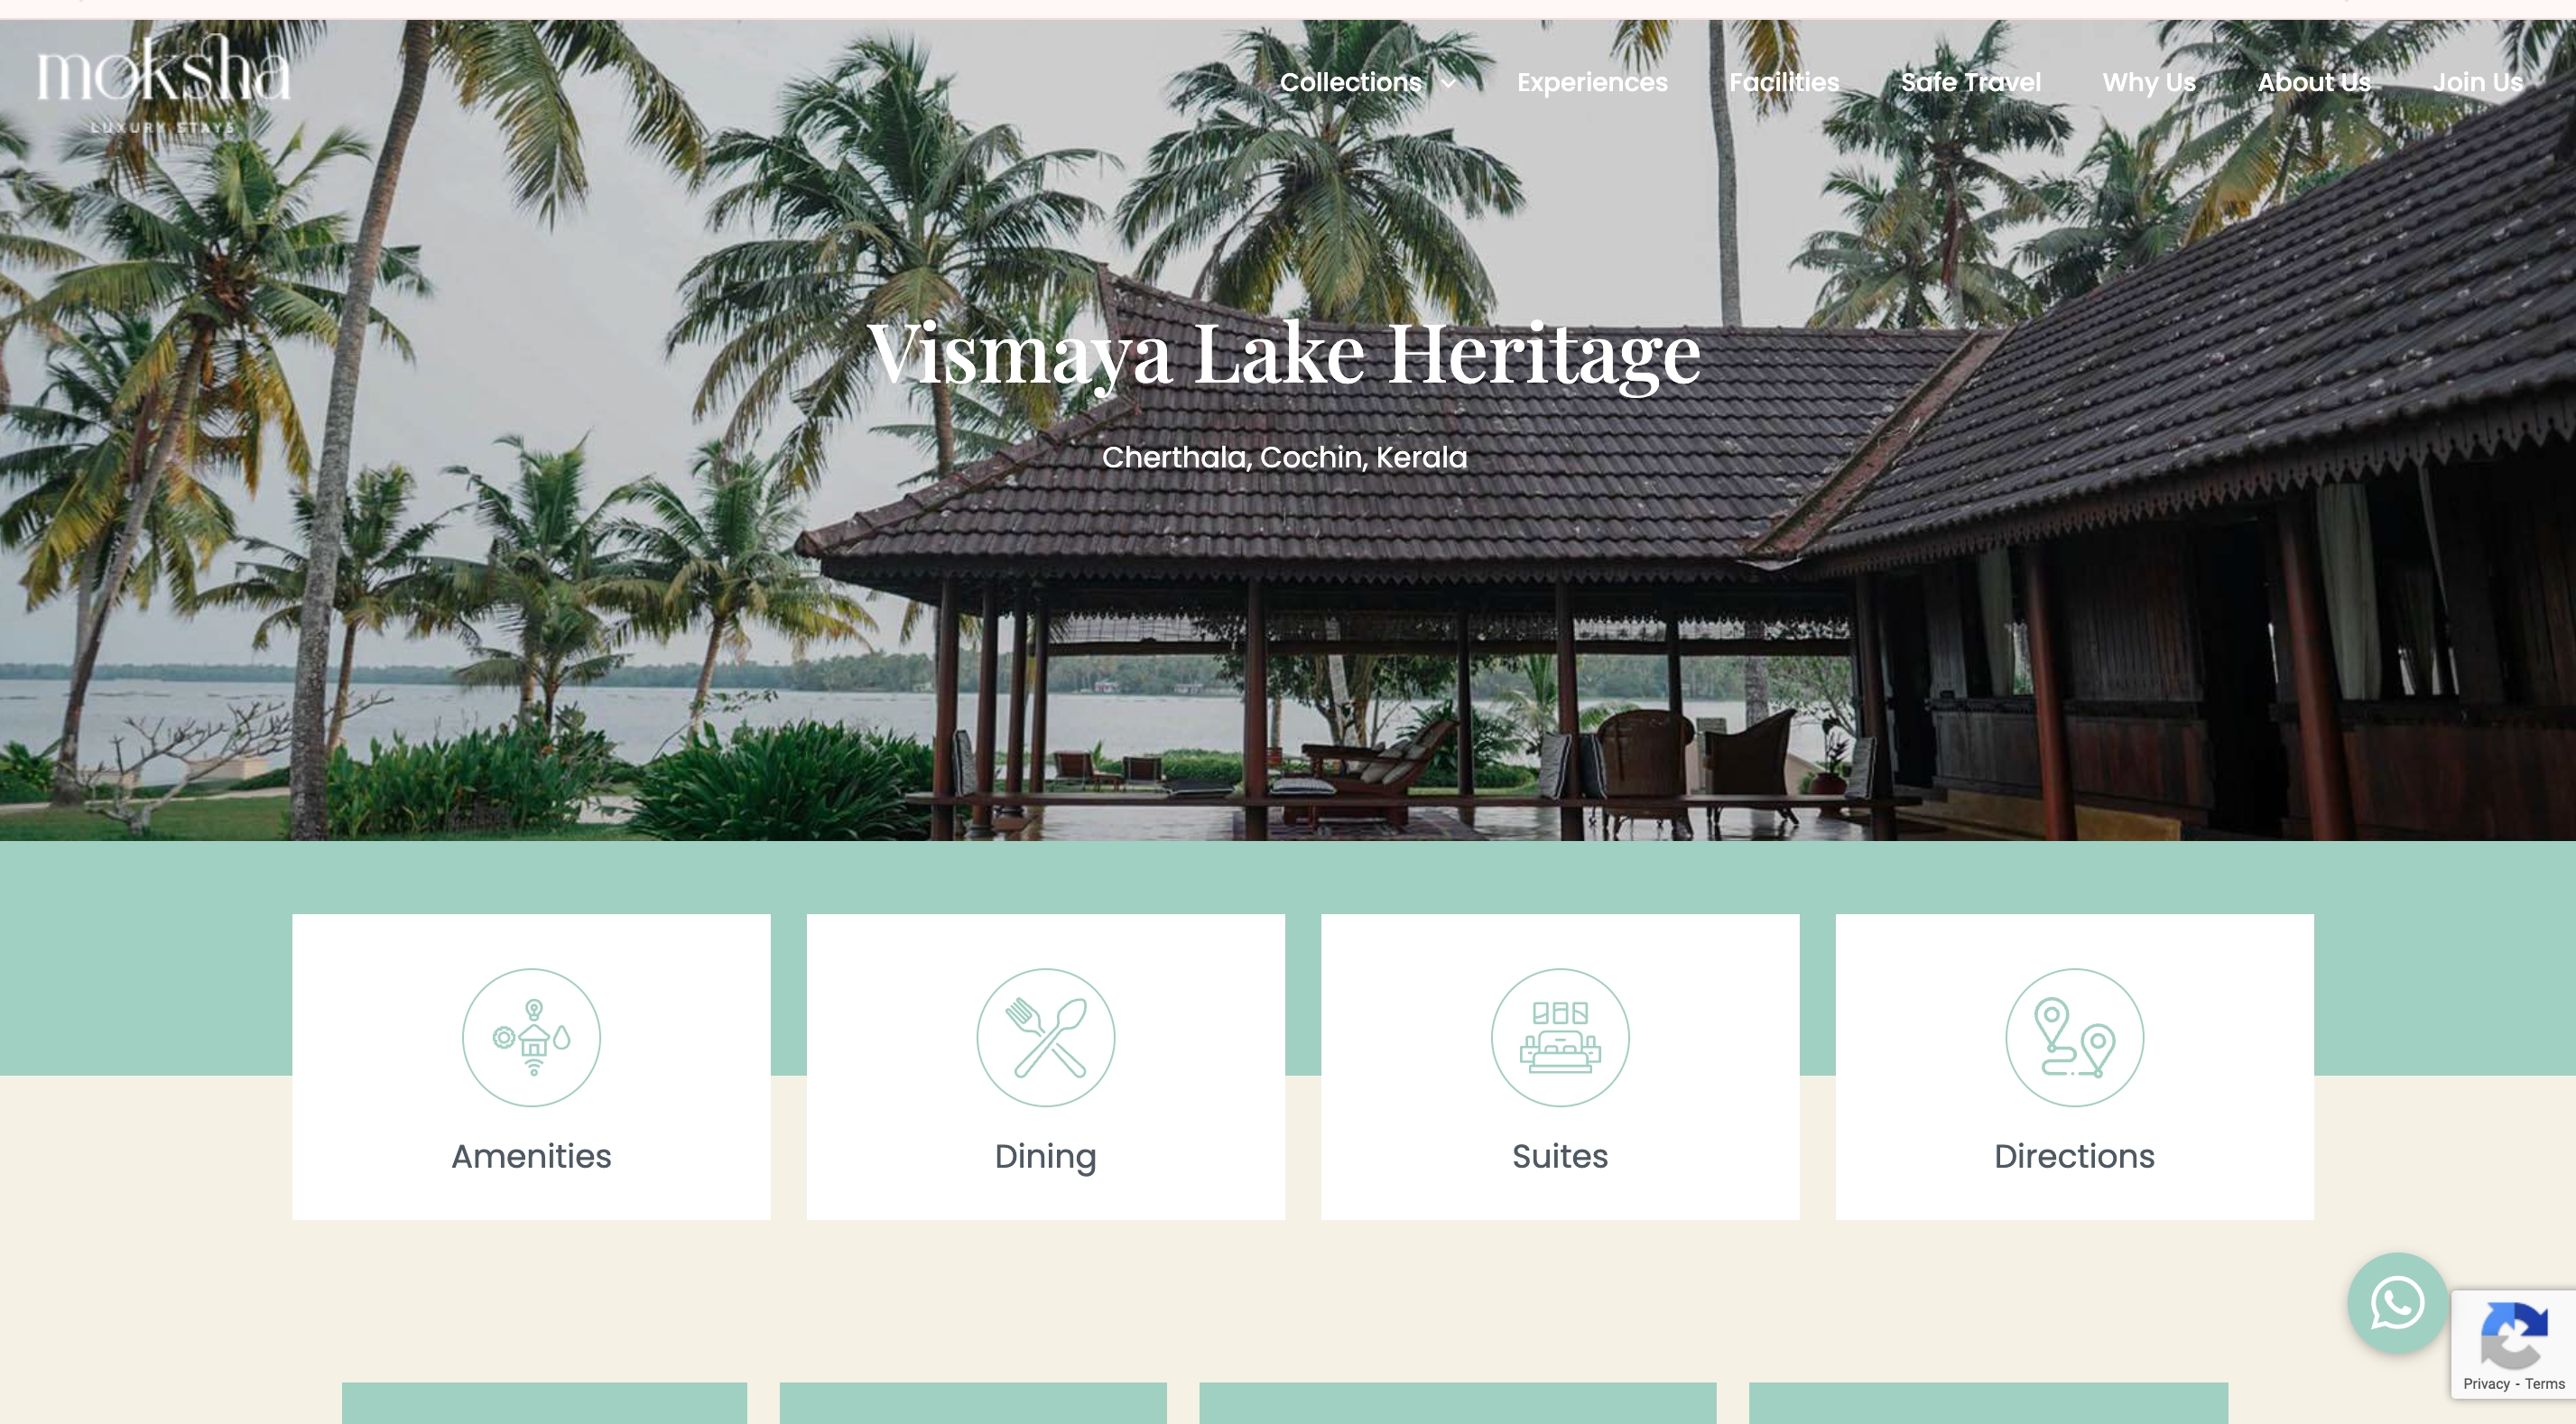 moksha
LUXURY STAYS
Collections Experiences Facilities Safe Travel Why Us About Us Join Us
Vismaya Lake Heritage
Cherthala, Cochin, Kerala
Amenities Dining Suites Directions
Privacy - Terms